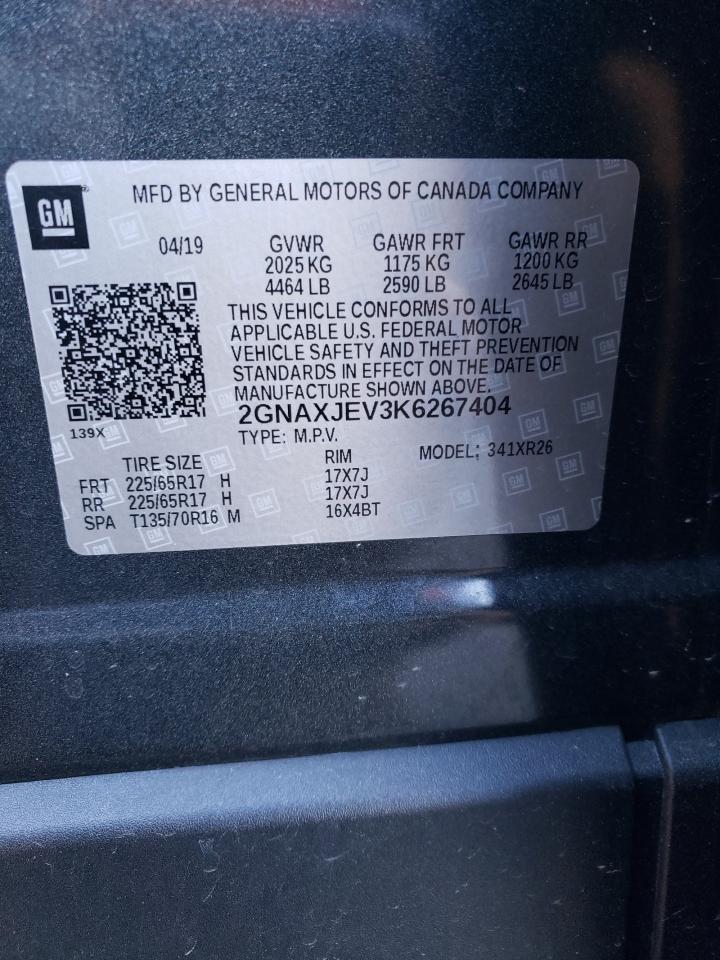 GM
MFD BY GENERAL MOTORS OF CANADA COMPANY
04/19 GVWR GAWR FRT GAWR RR
2025 KG 1175 KG 1200 KG
4464 LB 2590 LB 2645 LB
THIS VEHICLE CONFORMS TO ALL
APPLICABLE U.S. FEDERAL MOTOR
VEHICLE SAFETY AND THEFT PREVENTION
STANDARDS IN EFFECT ON THE DATE OF
MANUFACTURE SHOWN ABOVE.
2GNAXJEV3K6267404
139X
TYPE: M.P.V.
MODEL: 341XR26
TIRE SIZE RIM
FRT 225/65R17 H 17X7J
RR 225/65R17 H 17X7J
SPA T135/70R16 M 16X4BT